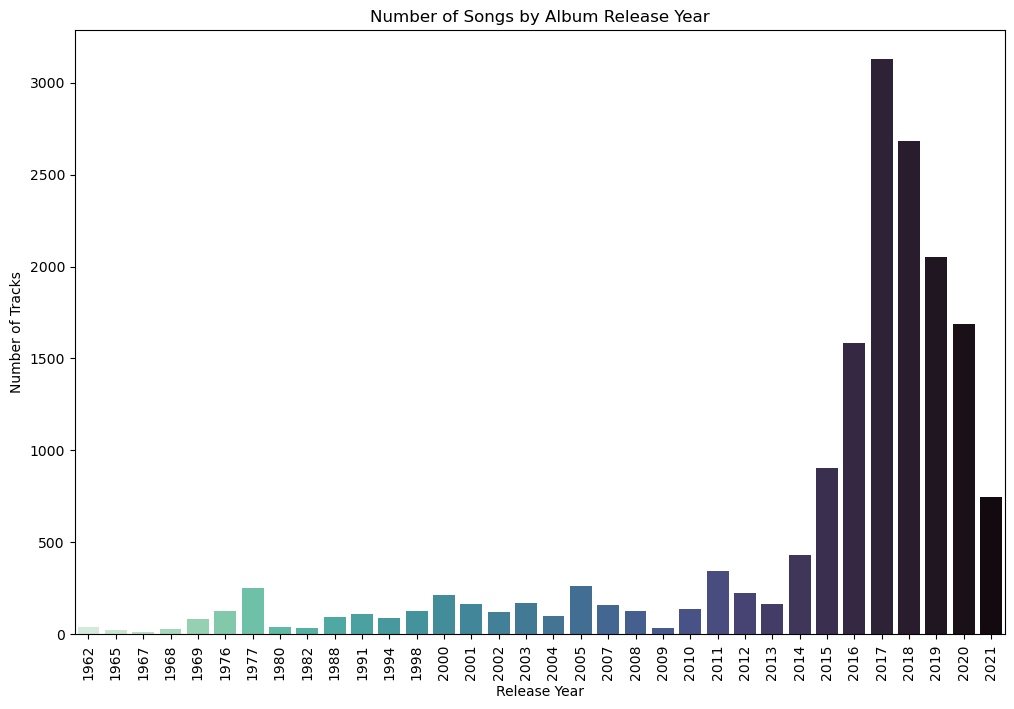 Number of Songs by Album Release Year
Number of Tracks
3000
2500
2000
1500
1000
500
0
1962 1965 1967 1968 1969 1976 1977 1980 1982 1988 1991 1994 1998 2000 2001 2002 2003 2004 2005 2007 2008 2009 2010 2011 2012 2013 2014 2015 2016 2017 2018 2019 2020 2021
Release Year